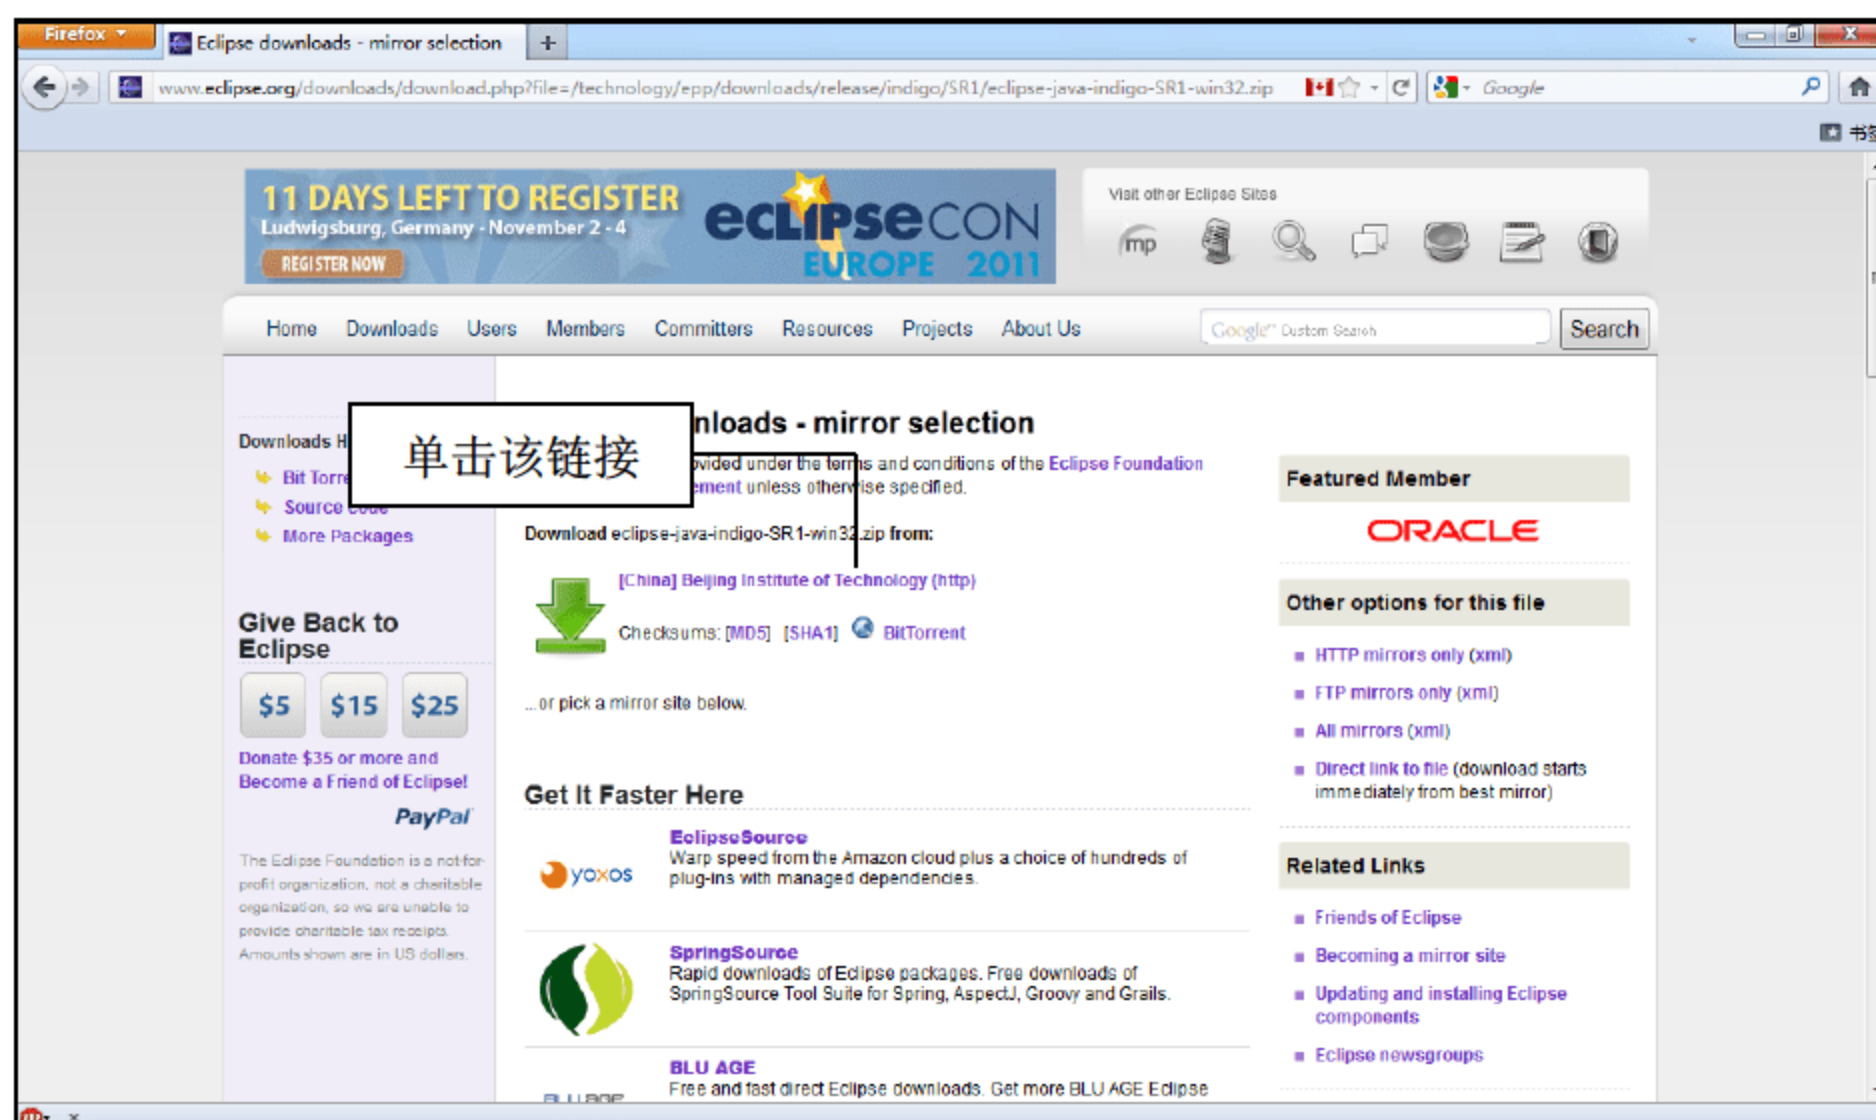 Firefox
Eclipse downloads - mirror selection
www.eclipse.org/downloads/download.php?file=/technology/epp/downloads/release/indigo/SR1/eclipse-java-indigo-SR1-win32.zip
Google
11 DAYS LEFT TO REGISTER
Ludwigsburg, Germany - November 2 - 4
REGISTER NOW
eclipsecon
EUROPE 2011
Visit other Eclipse Sites
mp
Home Downloads Users Members Committers Resources Projects About Us
Google™ Custom Search
Search
单击该链接
Downloads H
Bit Torre
Source Code
More Packages
Give Back to
Eclipse
$5 $15 $25
Donate $35 or more and
Become a Friend of Eclipse!
PayPal
The Eclipse Foundation is a not-for-
profit organization, not a charitable
organization, so we are unable to
provide charitable tax receipts.
Amounts shown are in US dollars.
nloads - mirror selection
ovided under the terms and conditions of the Eclipse Foundation
ement unless otherwise specified.
Download eclipse-java-indigo-SR1-win32.zip from:
[China] Beijing Institute of Technology (http)
Checksums: [MD5] [SHA1] BitTorrent
...or pick a mirror site below.
Get It Faster Here
yoxos
EclipseSource
Warp speed from the Amazon cloud plus a choice of hundreds of
plug-ins with managed dependencies.
SpringSource
Rapid downloads of Eclipse packages. Free downloads of
SpringSource Tool Suite for Spring, AspectJ, Groovy and Grails.
BLU AGE
BLU AGE
Free and fast direct Eclipse downloads. Get more BLU AGE Eclipse
Featured Member
ORACLE
Other options for this file
HTTP mirrors only (xml)
FTP mirrors only (xml)
All mirrors (xml)
Direct link to file (download starts
immediately from best mirror)
Related Links
Friends of Eclipse
Becoming a mirror site
Updating and installing Eclipse
components
Eclipse newsgroups